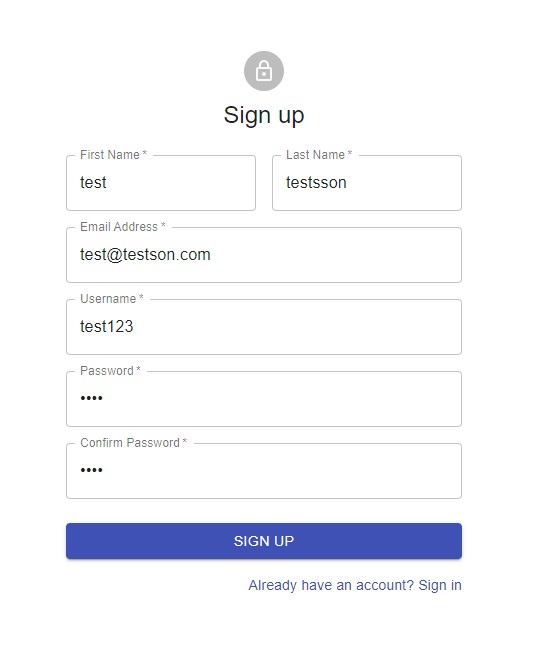 Sign up
First Name * Last Name *
test testsson
Email Address *
test@testson.com
Username *
test123
Password *
••••
Confirm Password *
••••
SIGN UP
Already have an account? Sign in